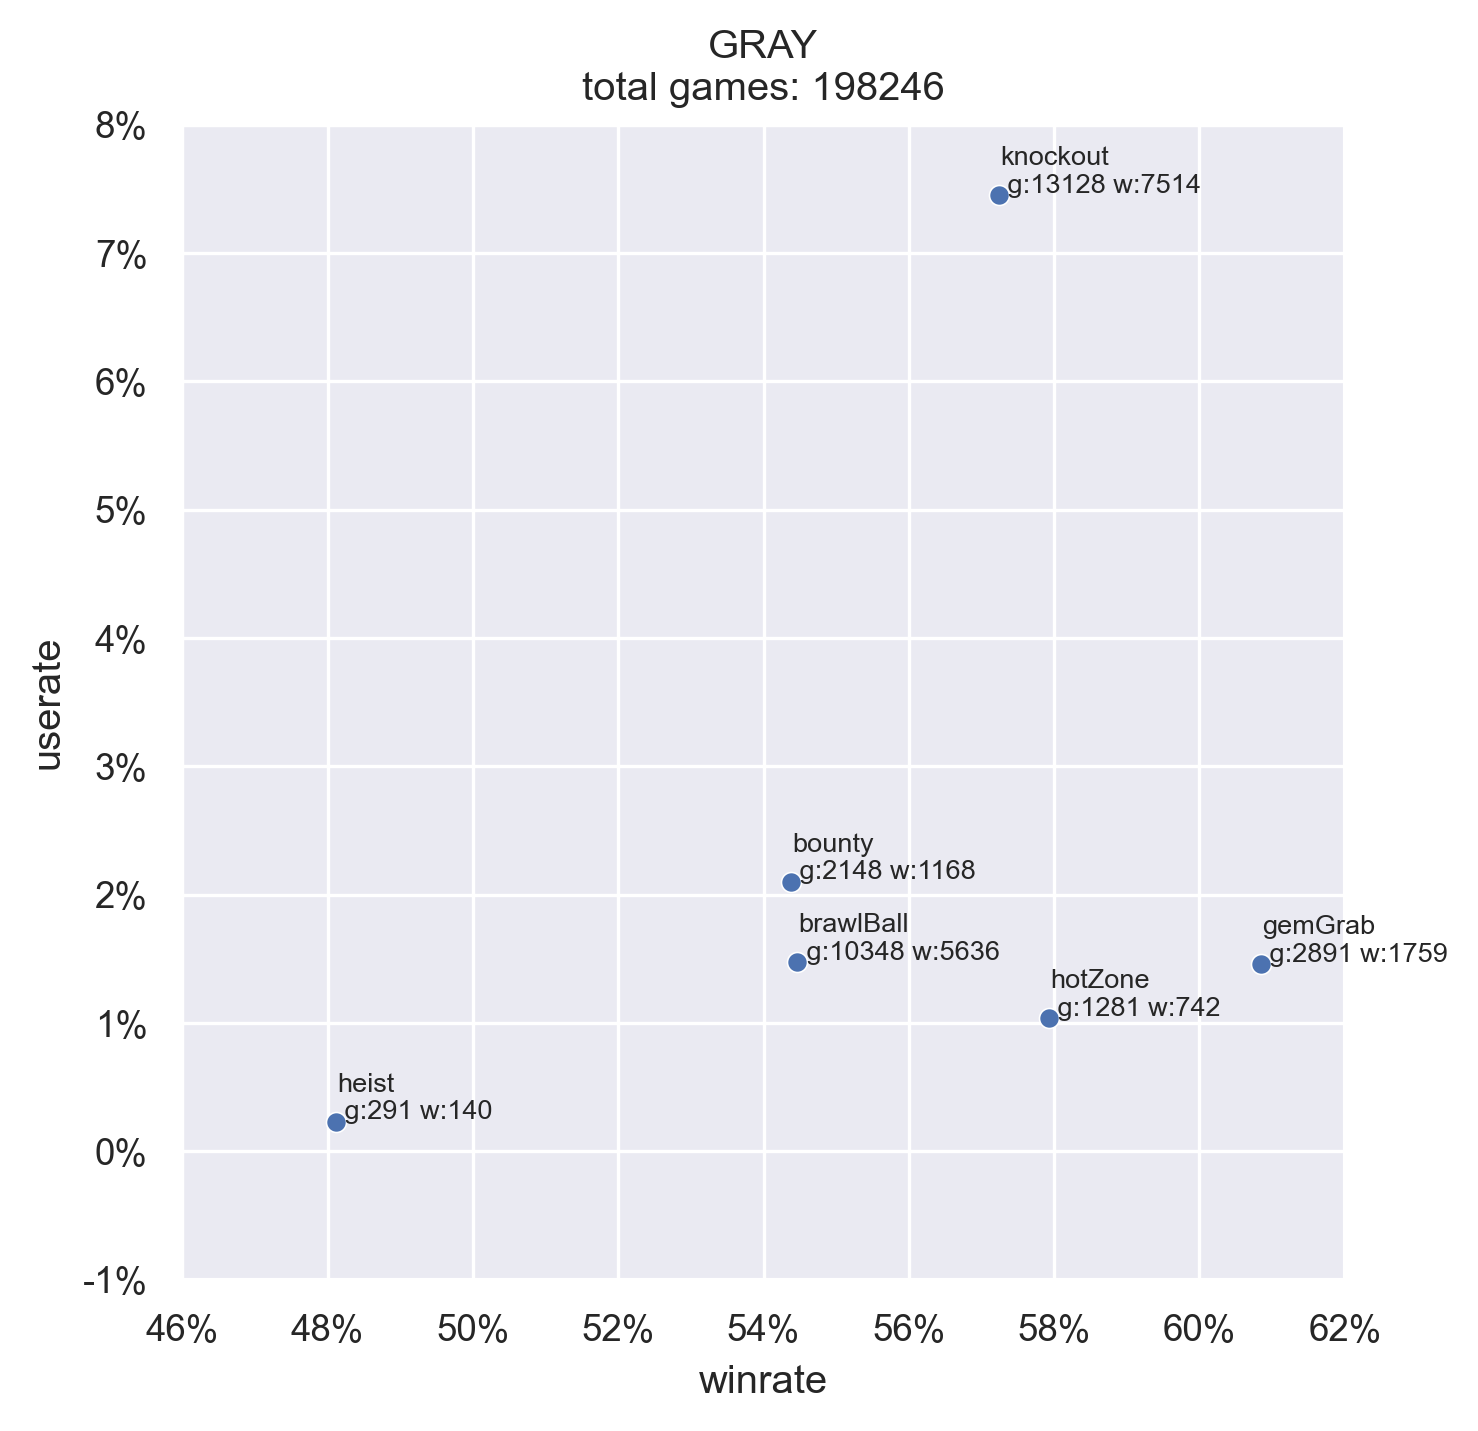 GRAY
total games: 198246
8%
7%
6%
5%
4%
3%
2%
1%
0%
-1%
userate
knockout
g:13128 w:7514
bounty
g:2148 w:1168
brawlBall
g:10348 w:5636
gemGrab
g:2891 w:1759
hotZone
g:1281 w:742
heist
g:291 w:140
46% 48% 50% 52% 54% 56% 58% 60% 62%
winrate